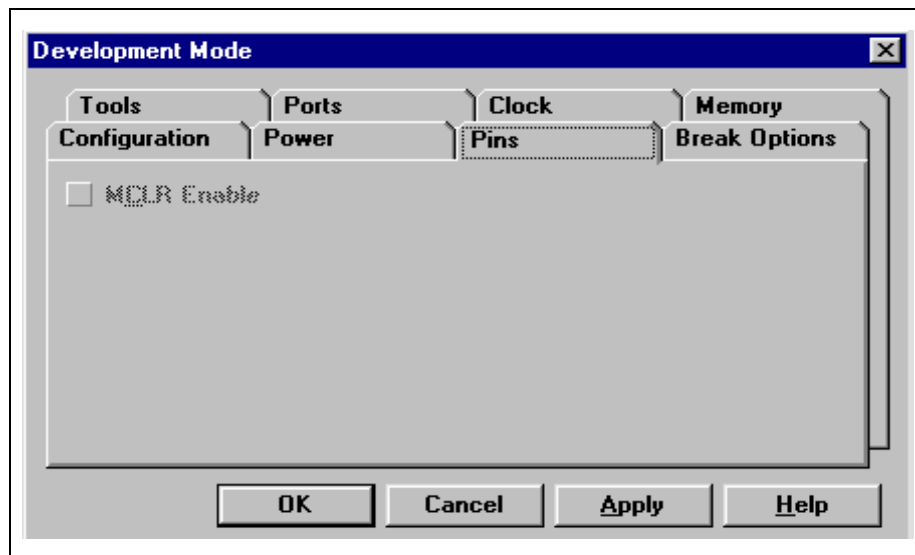 Development Mode
Tools Ports Clock Memory
Configuration Power Pins Break Options
MCLR Enable
OK Cancel Apply Help